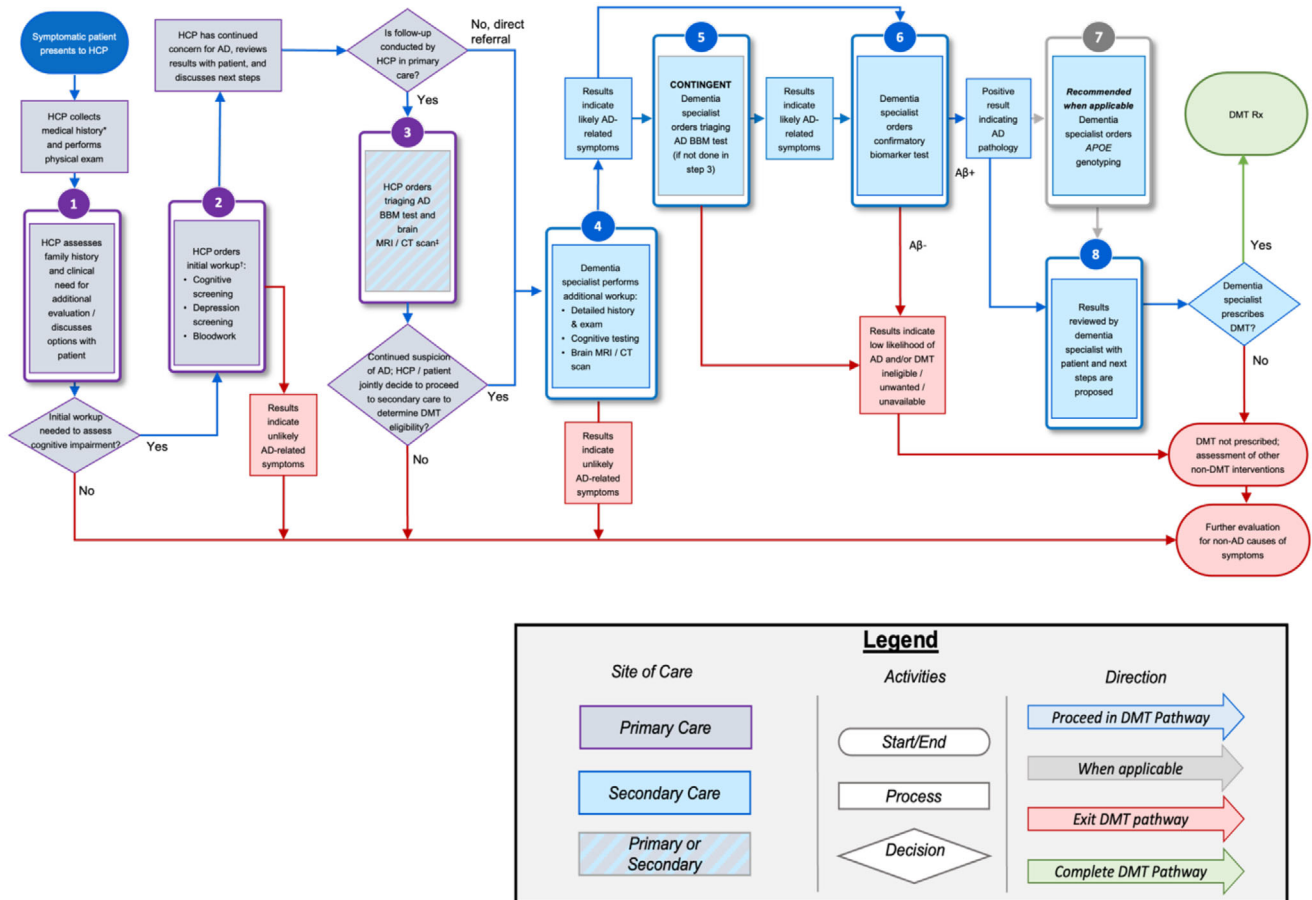 Symptomatic patient
presents to HCP
HCP collects
medical history*
and performs
physical exam
1
HCP assesses
family history
and clinical
need for
additional
evaluation /
discusses
options with
patient
Initial workup
needed to assess
cognitive impairment?
Yes
No
HCP has continued
concern for AD, reviews
results with patient, and
discusses next steps
2
HCP orders
initial workup†:
• Cognitive
screening
• Depression
screening
• Bloodwork
Results
indicate
unlikely
AD-related
symptoms
Is follow-up
conducted by
HCP in primary
care?
No, direct
referral
Yes
3
HCP orders
triaging AD
BBM test and
brain
MRI / CT scan‡
Continued suspicion
of AD; HCP / patient
jointly decide to proceed
to secondary care to
determine DMT
eligibility?
Yes
No
Results
indicate
likely AD-
related
symptoms
4
Dementia
specialist performs
additional workup:
• Detailed history
& exam
• Cognitive testing
• Brain MRI / CT
scan
Results
indicate
unlikely
AD-related
symptoms
5
CONTINGENT
Dementia
specialist
orders triaging
AD BBM test
(if not done in
step 3)
Results
indicate
likely AD-
related
symptoms
6
Dementia
specialist
orders
confirmatory
biomarker test
Aβ+
Aβ-
Results indicate
low likelihood of
AD and/or DMT
ineligible /
unwanted /
unavailable
Positive
result
indicating
AD
pathology
7
Recommended
when applicable
Dementia
specialist orders
APOE
genotyping
8
Results
reviewed by
dementia
specialist with
patient and next
steps are
proposed
DMT Rx
Yes
Dementia
specialist
prescribes
DMT?
No
DMT not prescribed;
assessment of other
non-DMT interventions
Further evaluation
for non-AD causes of
symptoms
Legend
Site of Care
Primary Care
Secondary Care
Primary or
Secondary
Activities
Start/End
Process
Decision
Direction
Proceed in DMT Pathway
When applicable
Exit DMT pathway
Complete DMT Pathway